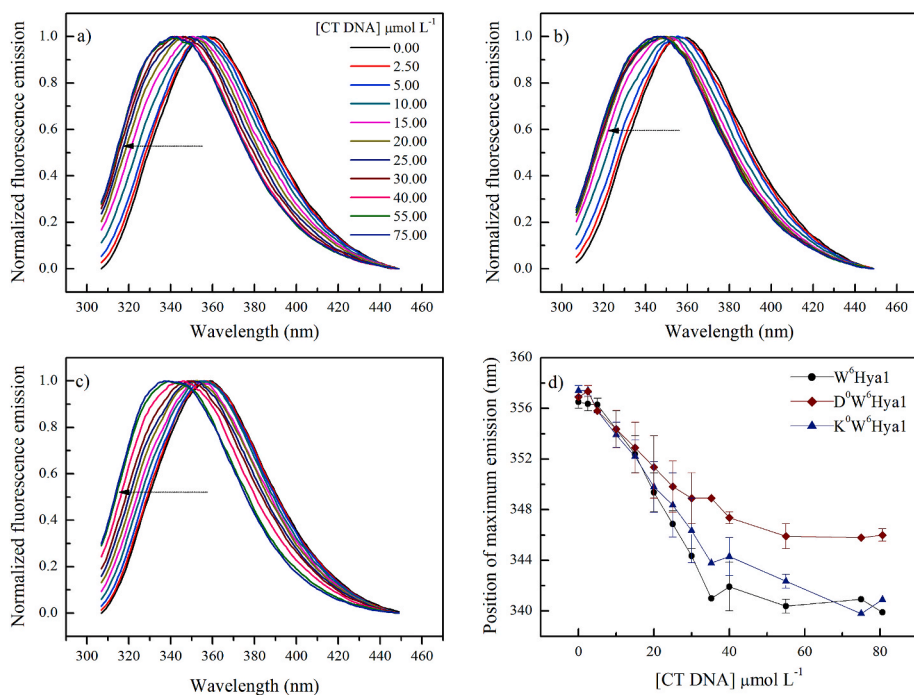 a)
[CT DNA] μmol L⁻¹
0.00
2.50
5.00
10.00
15.00
20.00
25.00
30.00
40.00
55.00
75.00
Normalized fluorescence emission
1.0
0.8
0.6
0.4
0.2
0.0
300 320 340 360 380 400 420 440 460
Wavelength (nm)
b)
Normalized fluorescence emission
1.0
0.8
0.6
0.4
0.2
0.0
300 320 340 360 380 400 420 440 460
Wavelength (nm)
c)
Normalized fluorescence emission
1.0
0.8
0.6
0.4
0.2
0.0
300 320 340 360 380 400 420 440 460
Wavelength (nm)
d)
W⁶Hya1
D⁰W⁶Hya1
K⁰W⁶Hya1
Position of maximum emission (nm)
360
356
352
348
344
340
0 20 40 60 80
[CT DNA] μmol L⁻¹